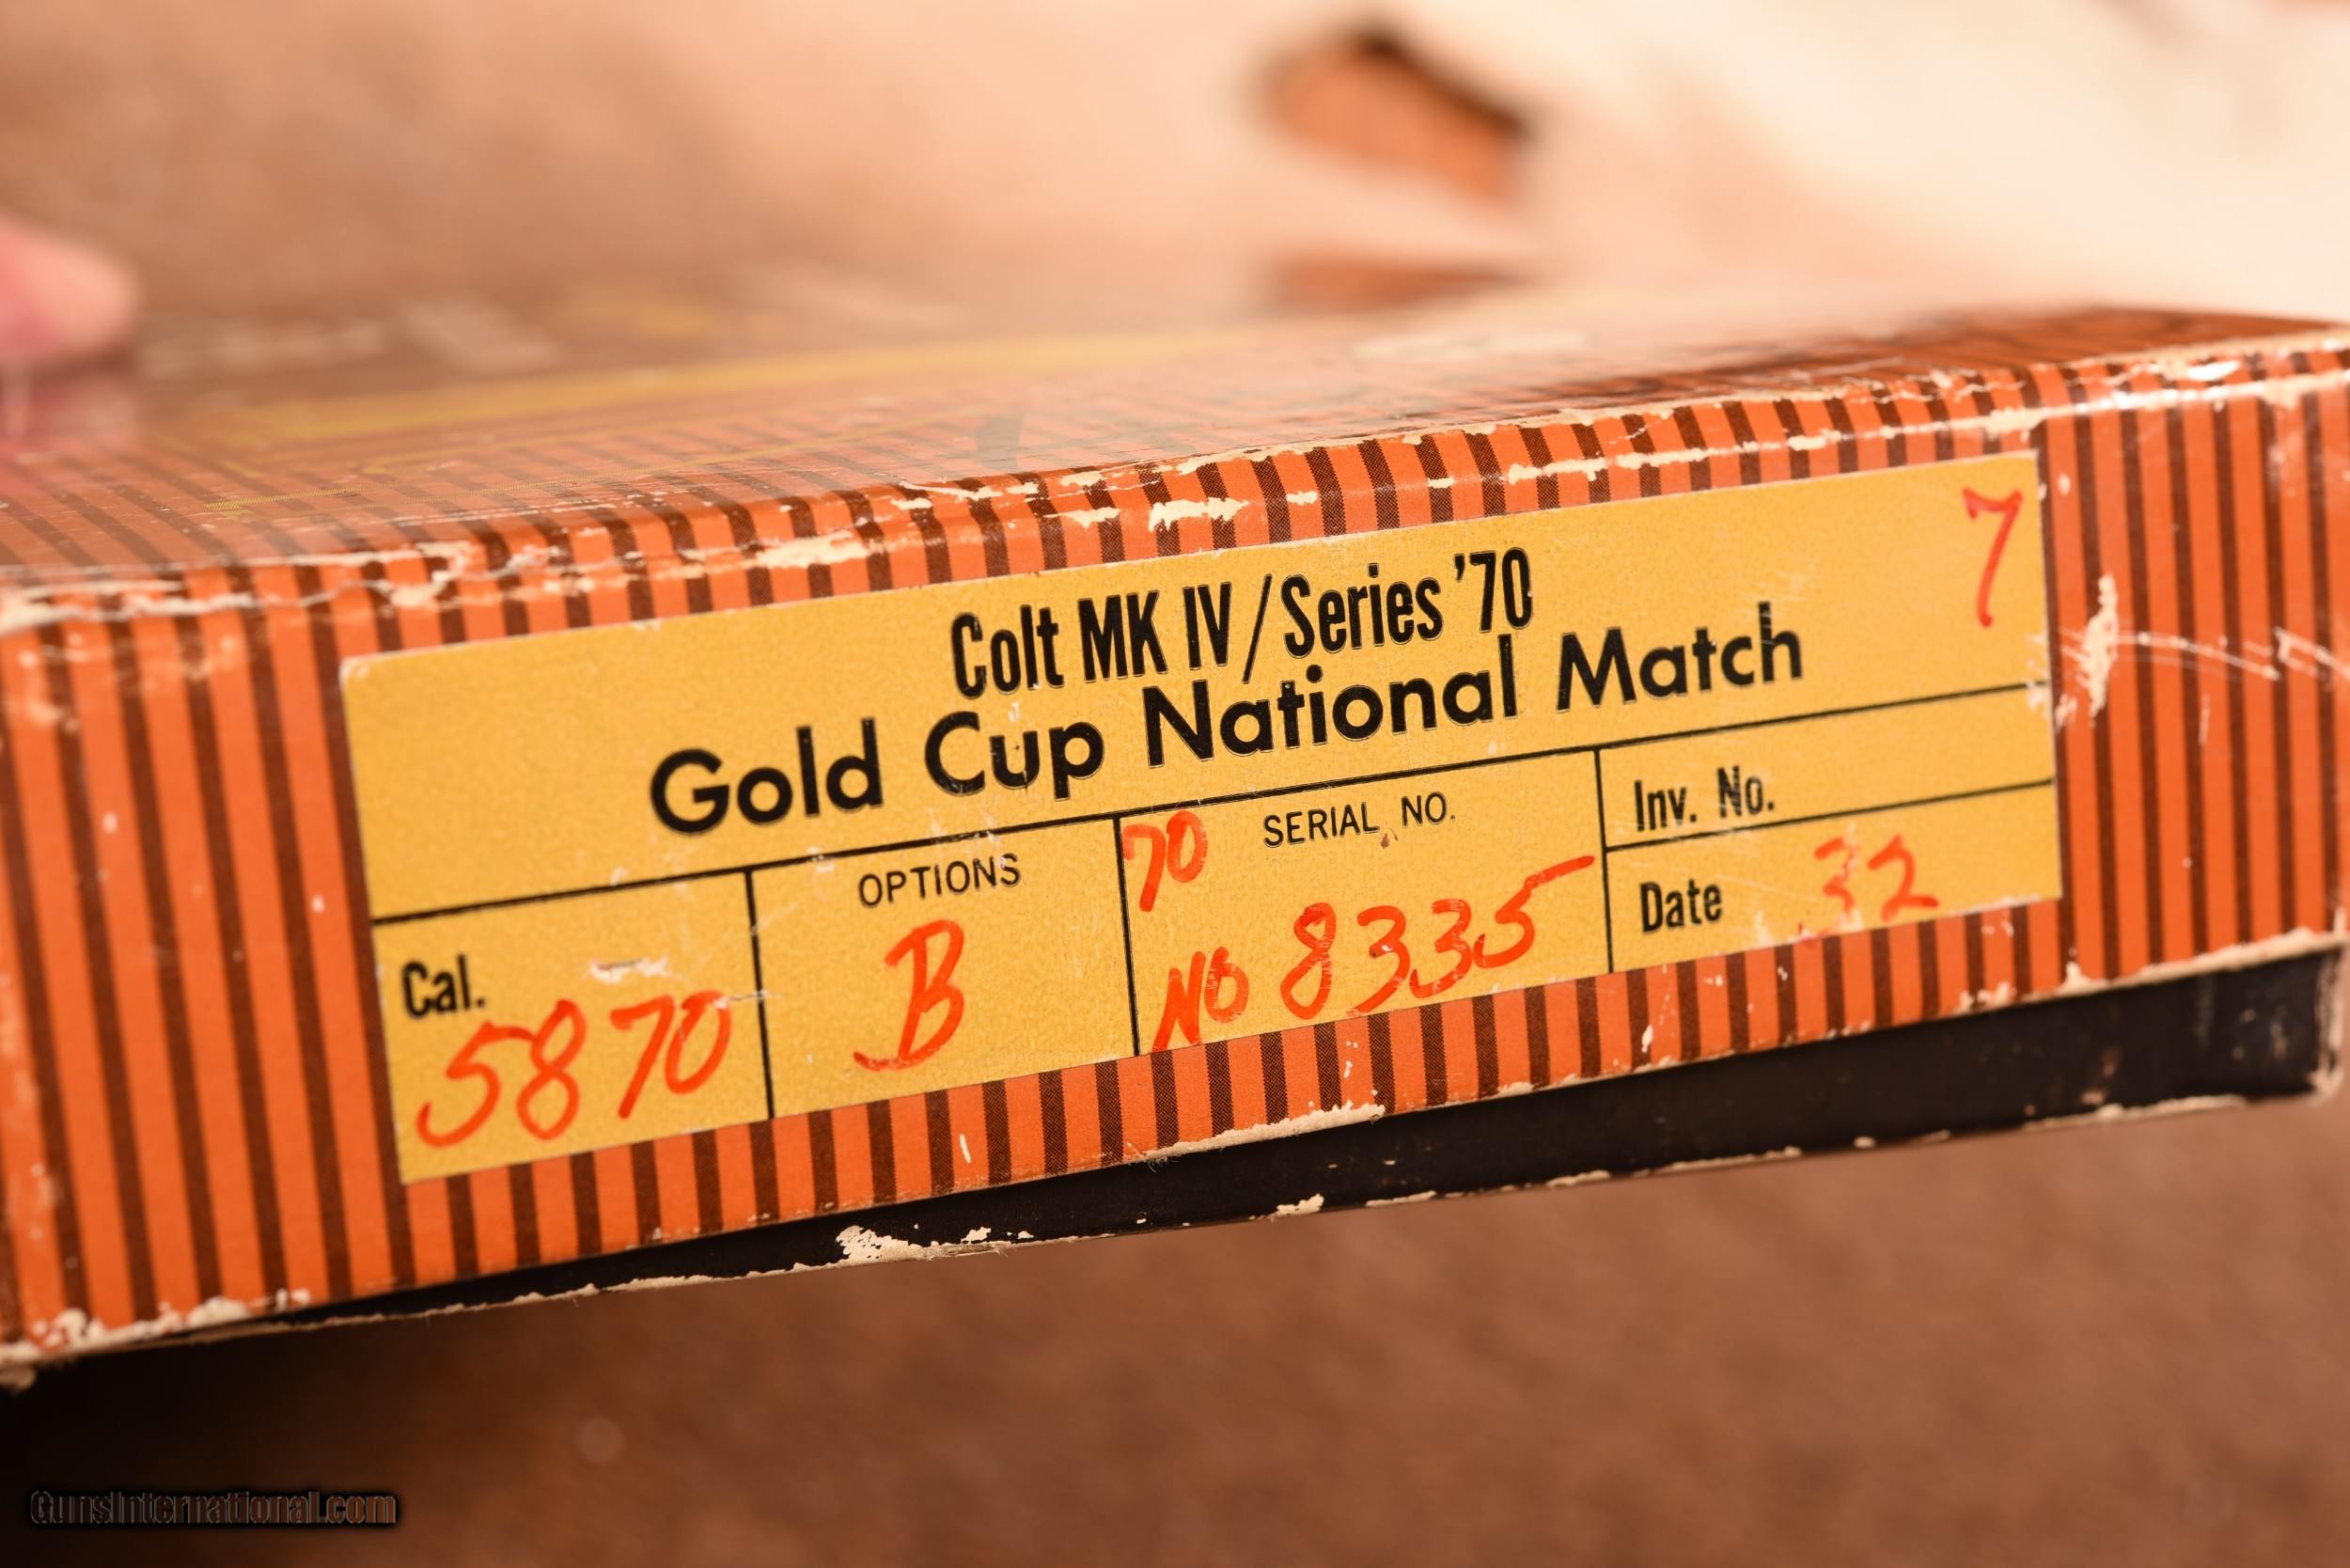 7
Colt MK IV/Series '70
Gold Cup National Match
Cal.
5870
OPTIONS
B
70 SERIAL NO.
NO 8335
Inv. No.
Date 32
GunsInternational.com